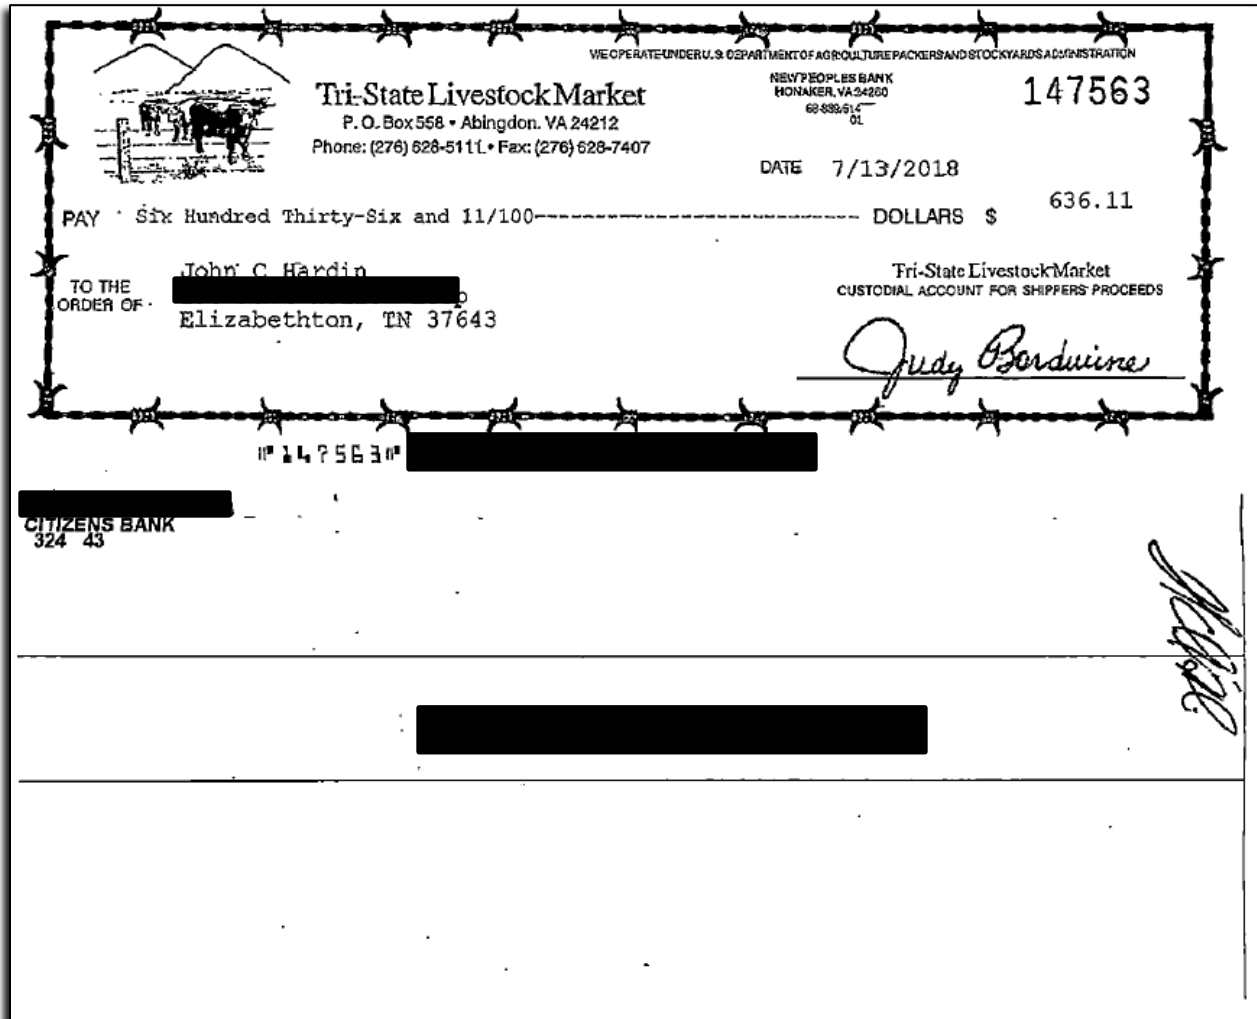 WE OPERATE UNDER U.S. DEPARTMENT OF AGRICULTURE PACKERS AND STOCKYARDS ADMINISTRATION
Tri-State Livestock Market
P. O. Box 558 • Abingdon, VA 24212
Phone: (276) 628-5111 • Fax: (276) 628-7407
NEW PEOPLES BANK
HONAKER, VA 24260
01
147563
DATE 7/13/2018
PAY Six Hundred Thirty-Six and 11/100------------------------------ DOLLARS $ 636.11
TO THE
ORDER OF
John C Hardin
Elizabethton, TN 37643
Tri-State Livestock Market
CUSTODIAL ACCOUNT FOR SHIPPERS PROCEEDS
Judy Bordwine
⑈147563⑈
CITIZENS BANK
324 43